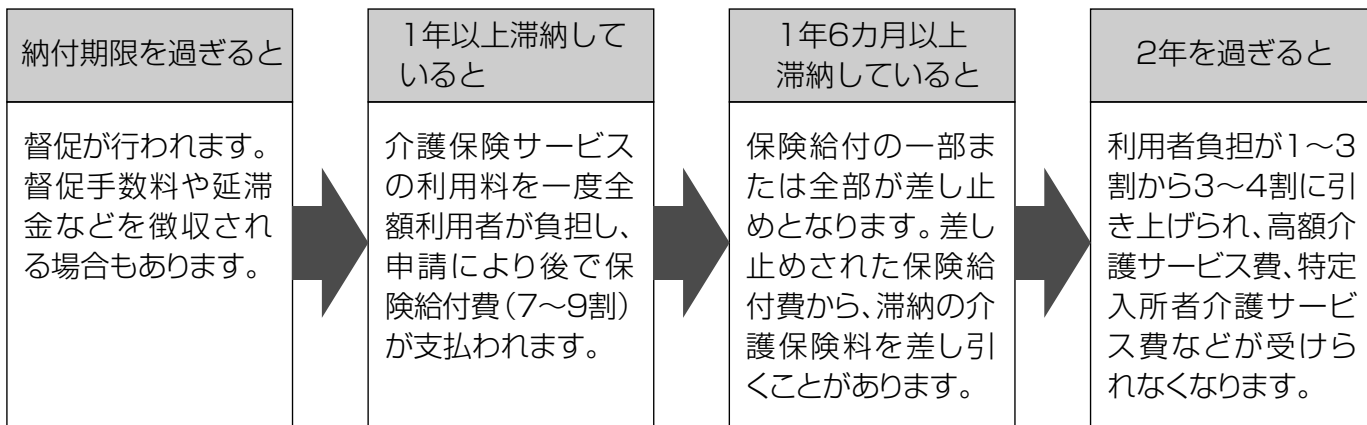 納付期限を過ぎると
督促が行われます。
督促手数料や延滞
金などを徴収され
る場合もあります。
1年以上滞納して
いると
介護保険サービス
の利用料を一度全
額利用者が負担し、
申請により後で保
険給付費(7〜9割)
が支払われます。
1年6カ月以上
滞納していると
保険給付の一部ま
たは全部が差し止
めとなります。差し
止めされた保険給
付費から、滞納の介
護保険料を差し引
くことがあります。
2年を過ぎると
利用者負担が1〜3
割から3〜4割に引
き上げられ、高額介
護サービス費、特定
入所者介護サービ
ス費などが受けら
れなくなります。